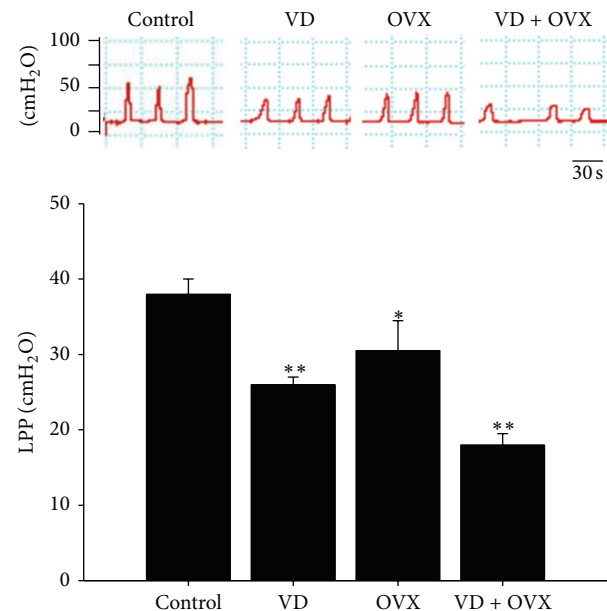 Control VD OVX VD + OVX
100
50
0
(cmH₂O)
30 s
50
40
30
20
10
0
LPP (cmH₂O)
**
*
**
Control VD OVX VD + OVX